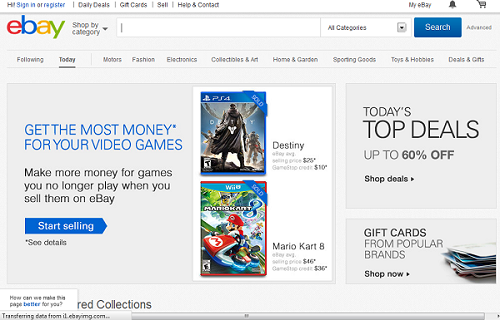 Hi! Sign in or register
Daily Deals
Gift Cards
Sell
Help & Contact
My eBay
ebay
Shop by
category
All Categories
Search
Advanced
Following
Today
Motors
Fashion
Electronics
Collectibles & Art
Home & Garden
Sporting Goods
Toys & Hobbies
Deals & Gifts
GET THE MOST MONEY*
FOR YOUR VIDEO GAMES
Make more money for games
you no longer play when you
sell them on eBay
Start selling
*See details
PS4
SOLD
DESTINY
Destiny
eBay avg.
selling price $25*
GameStop credit $10*
Wii U
SOLD
MARIOKART 8
Mario Kart 8
eBay avg.
selling price $46*
GameStop credit $36*
TODAY'S
TOP DEALS
UP TO 60% OFF
Shop deals
GIFT CARDS
FROM POPULAR
BRANDS
Shop now
How can we make this
page better for you?
red Collections
Transferring data from i1.ebayimg.com...